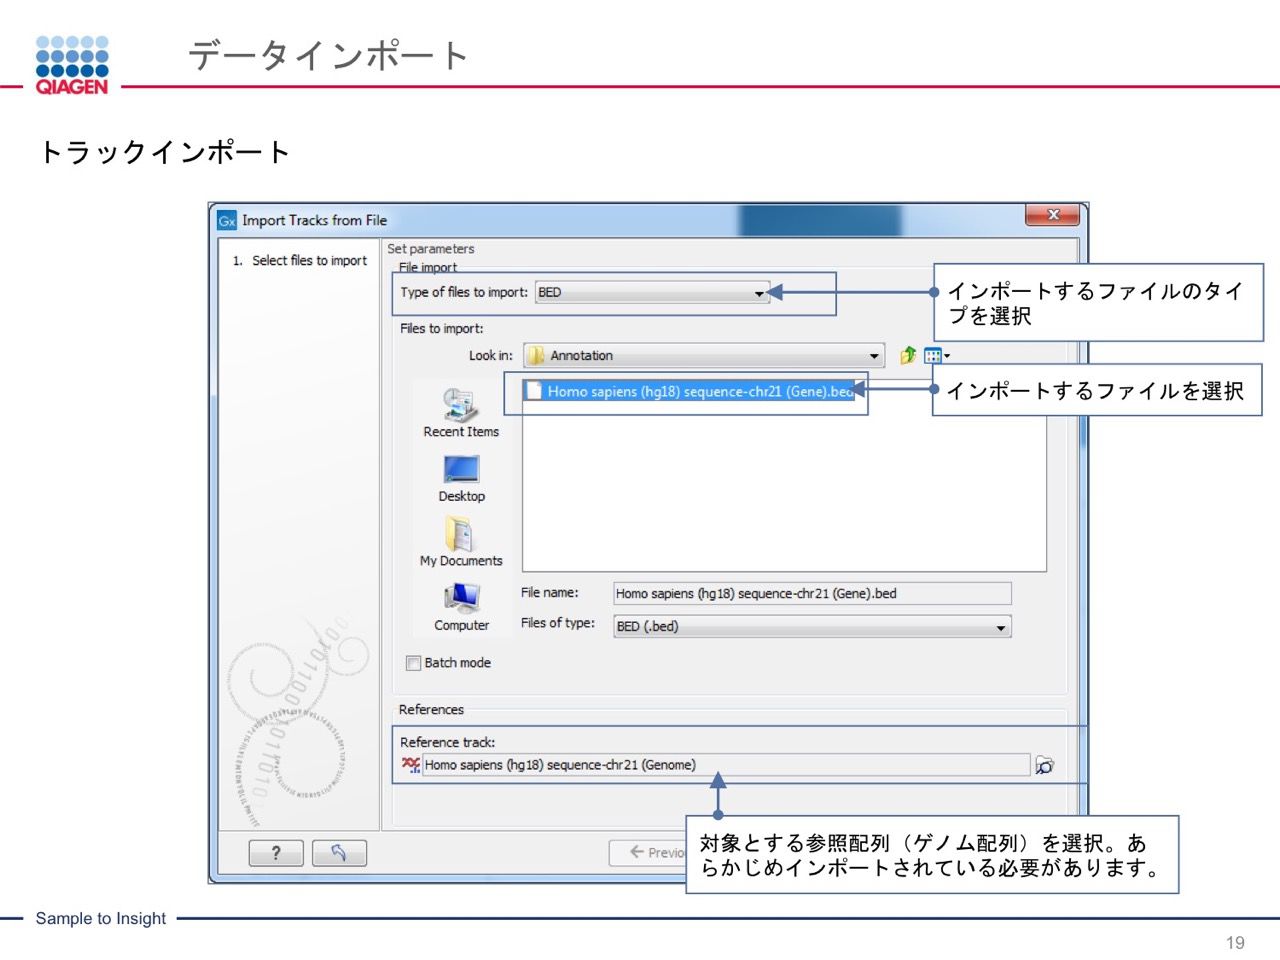 QIAGEN
データインポート
トラックインポート
Gx Import Tracks from File
1. Select files to import
Set parameters
File import
Type of files to import: BED
インポートするファイルのタイ
プを選択
Files to import:
Look in: Annotation
Homo sapiens (hg18) sequence-chr21 (Gene).bed
インポートするファイルを選択
Recent Items
Desktop
My Documents
Computer
File name: Homo sapiens (hg18) sequence-chr21 (Gene).bed
Files of type: BED (.bed)
Batch mode
References
Reference track:
Homo sapiens (hg18) sequence-chr21 (Genome)
対象とする参照配列（ゲノム配列）を選択。あ
らかじめインポートされている必要があります。
? Previo
Sample to Insight
19